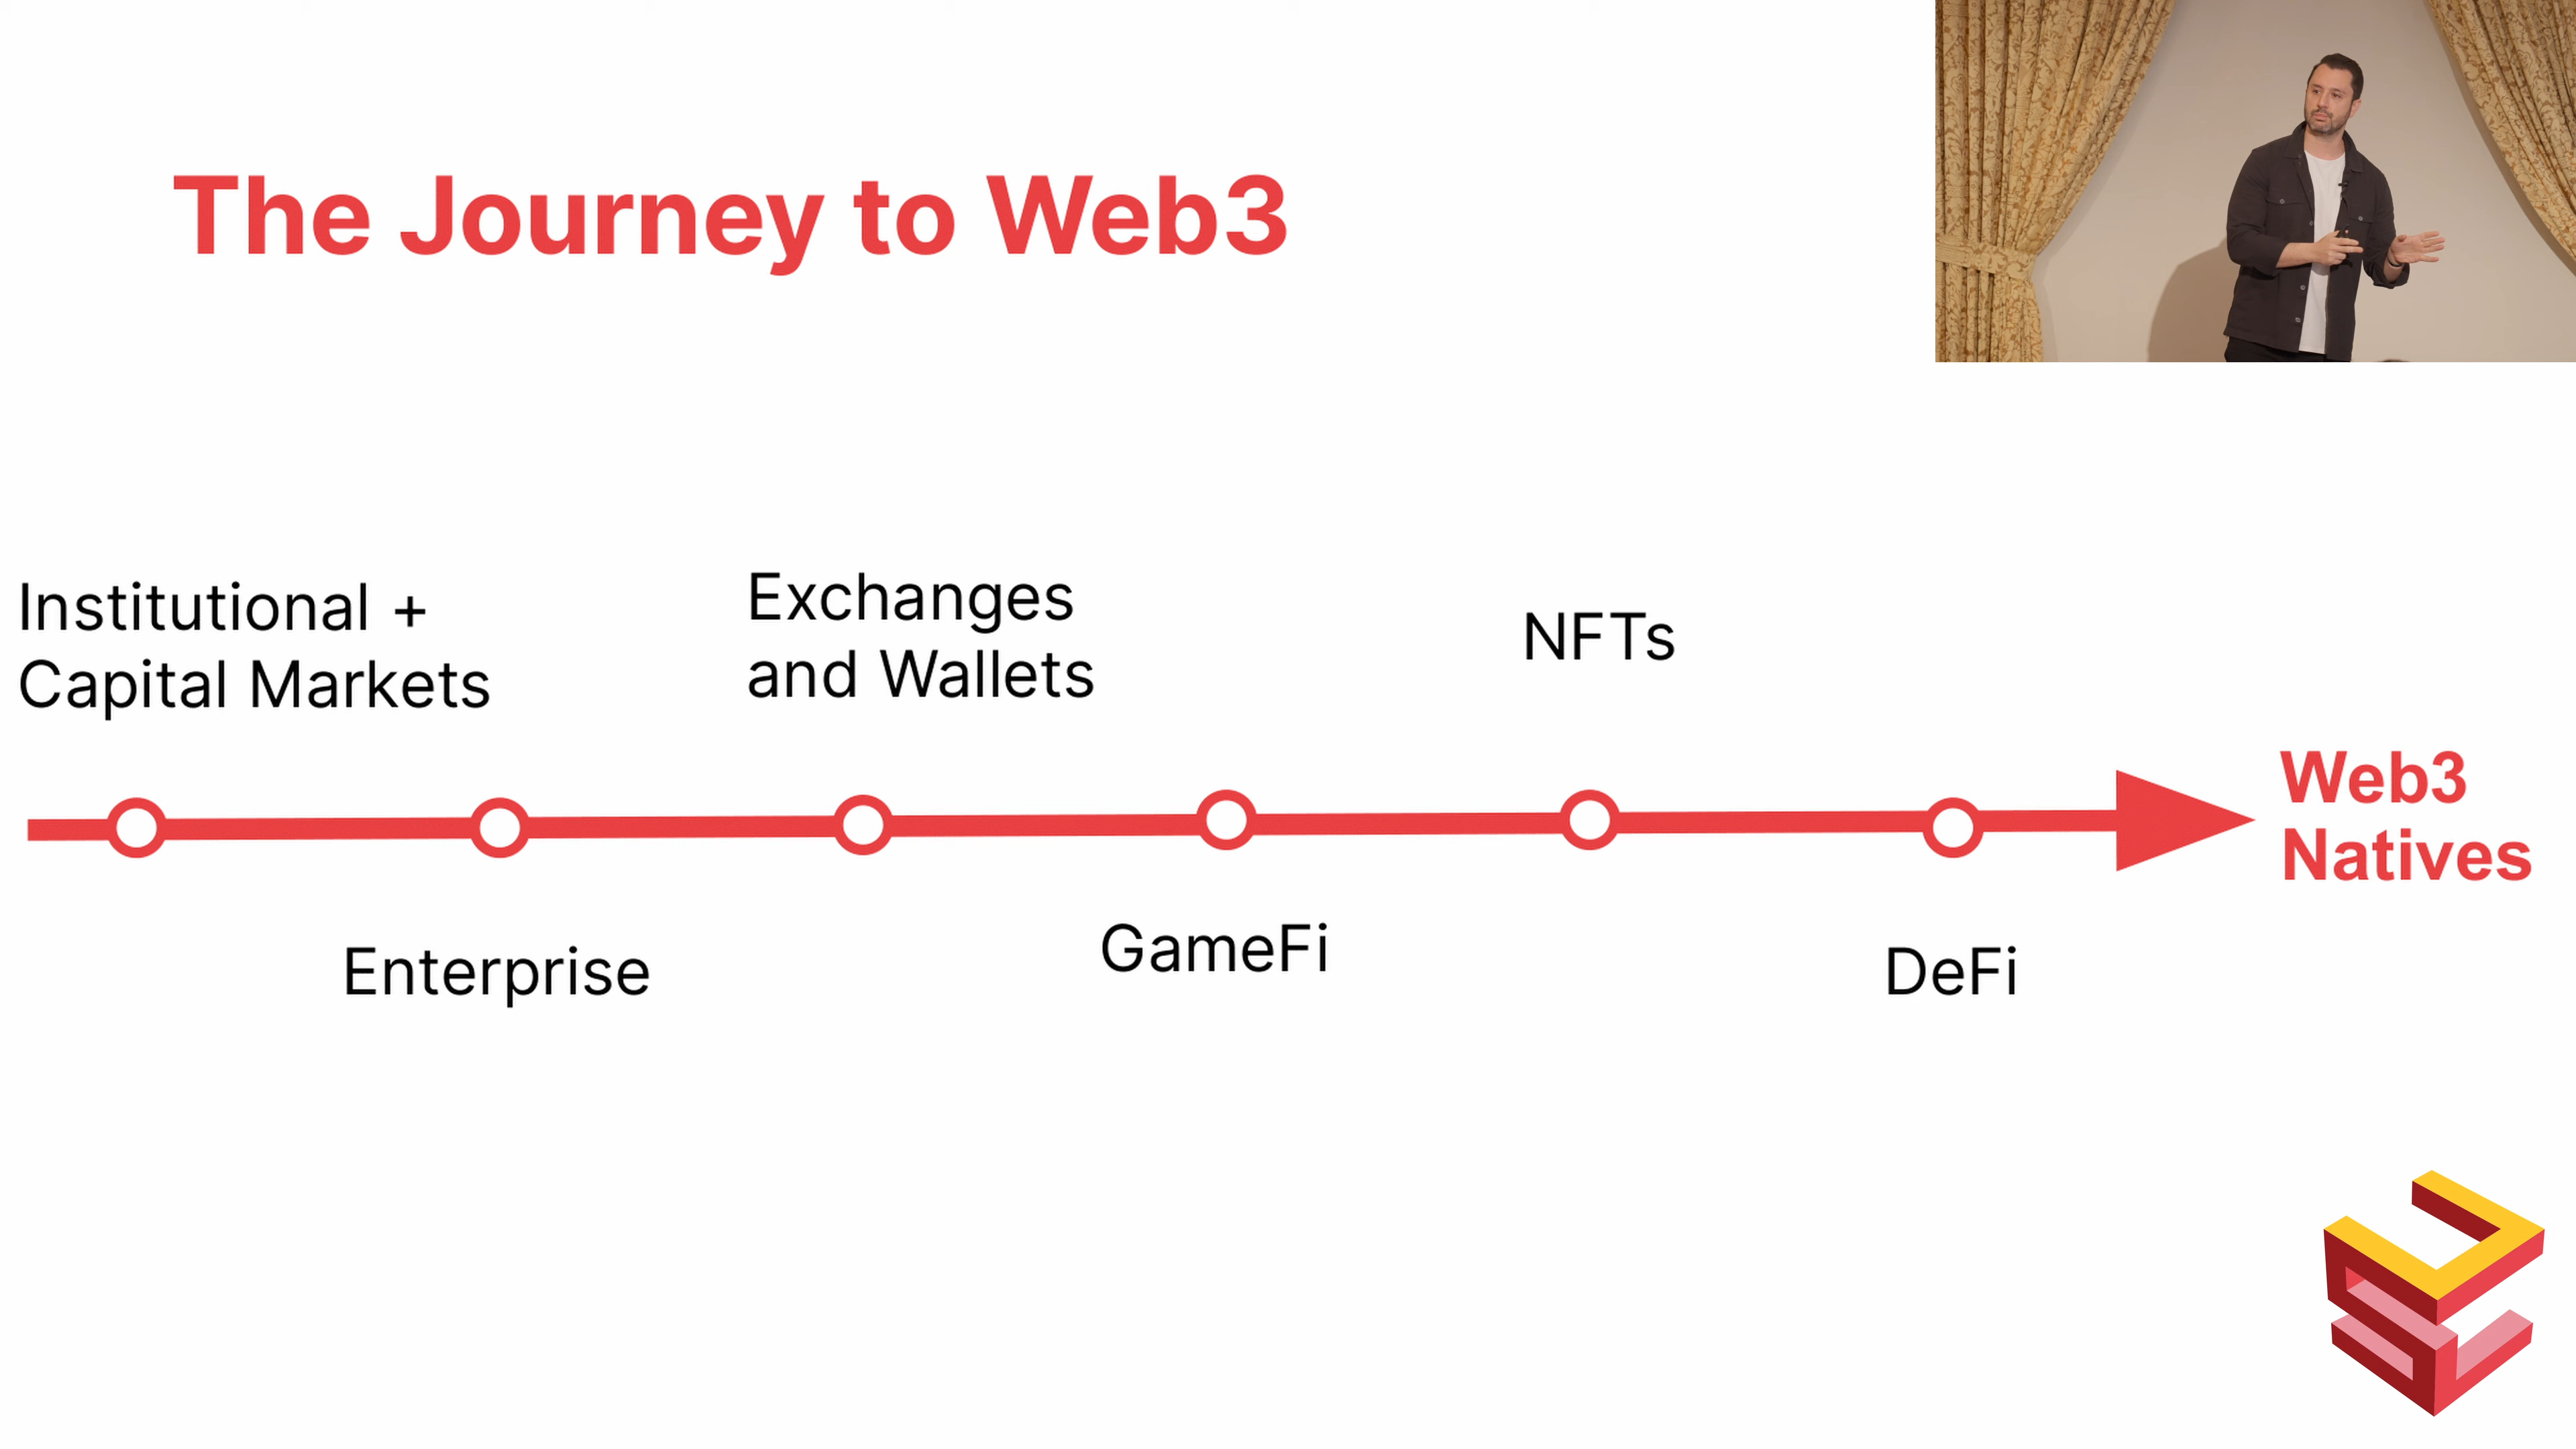 The Journey to Web3
Institutional +
Capital Markets
Exchanges
and Wallets
NFTs
Web3
Natives
Enterprise
GameFi
DeFi